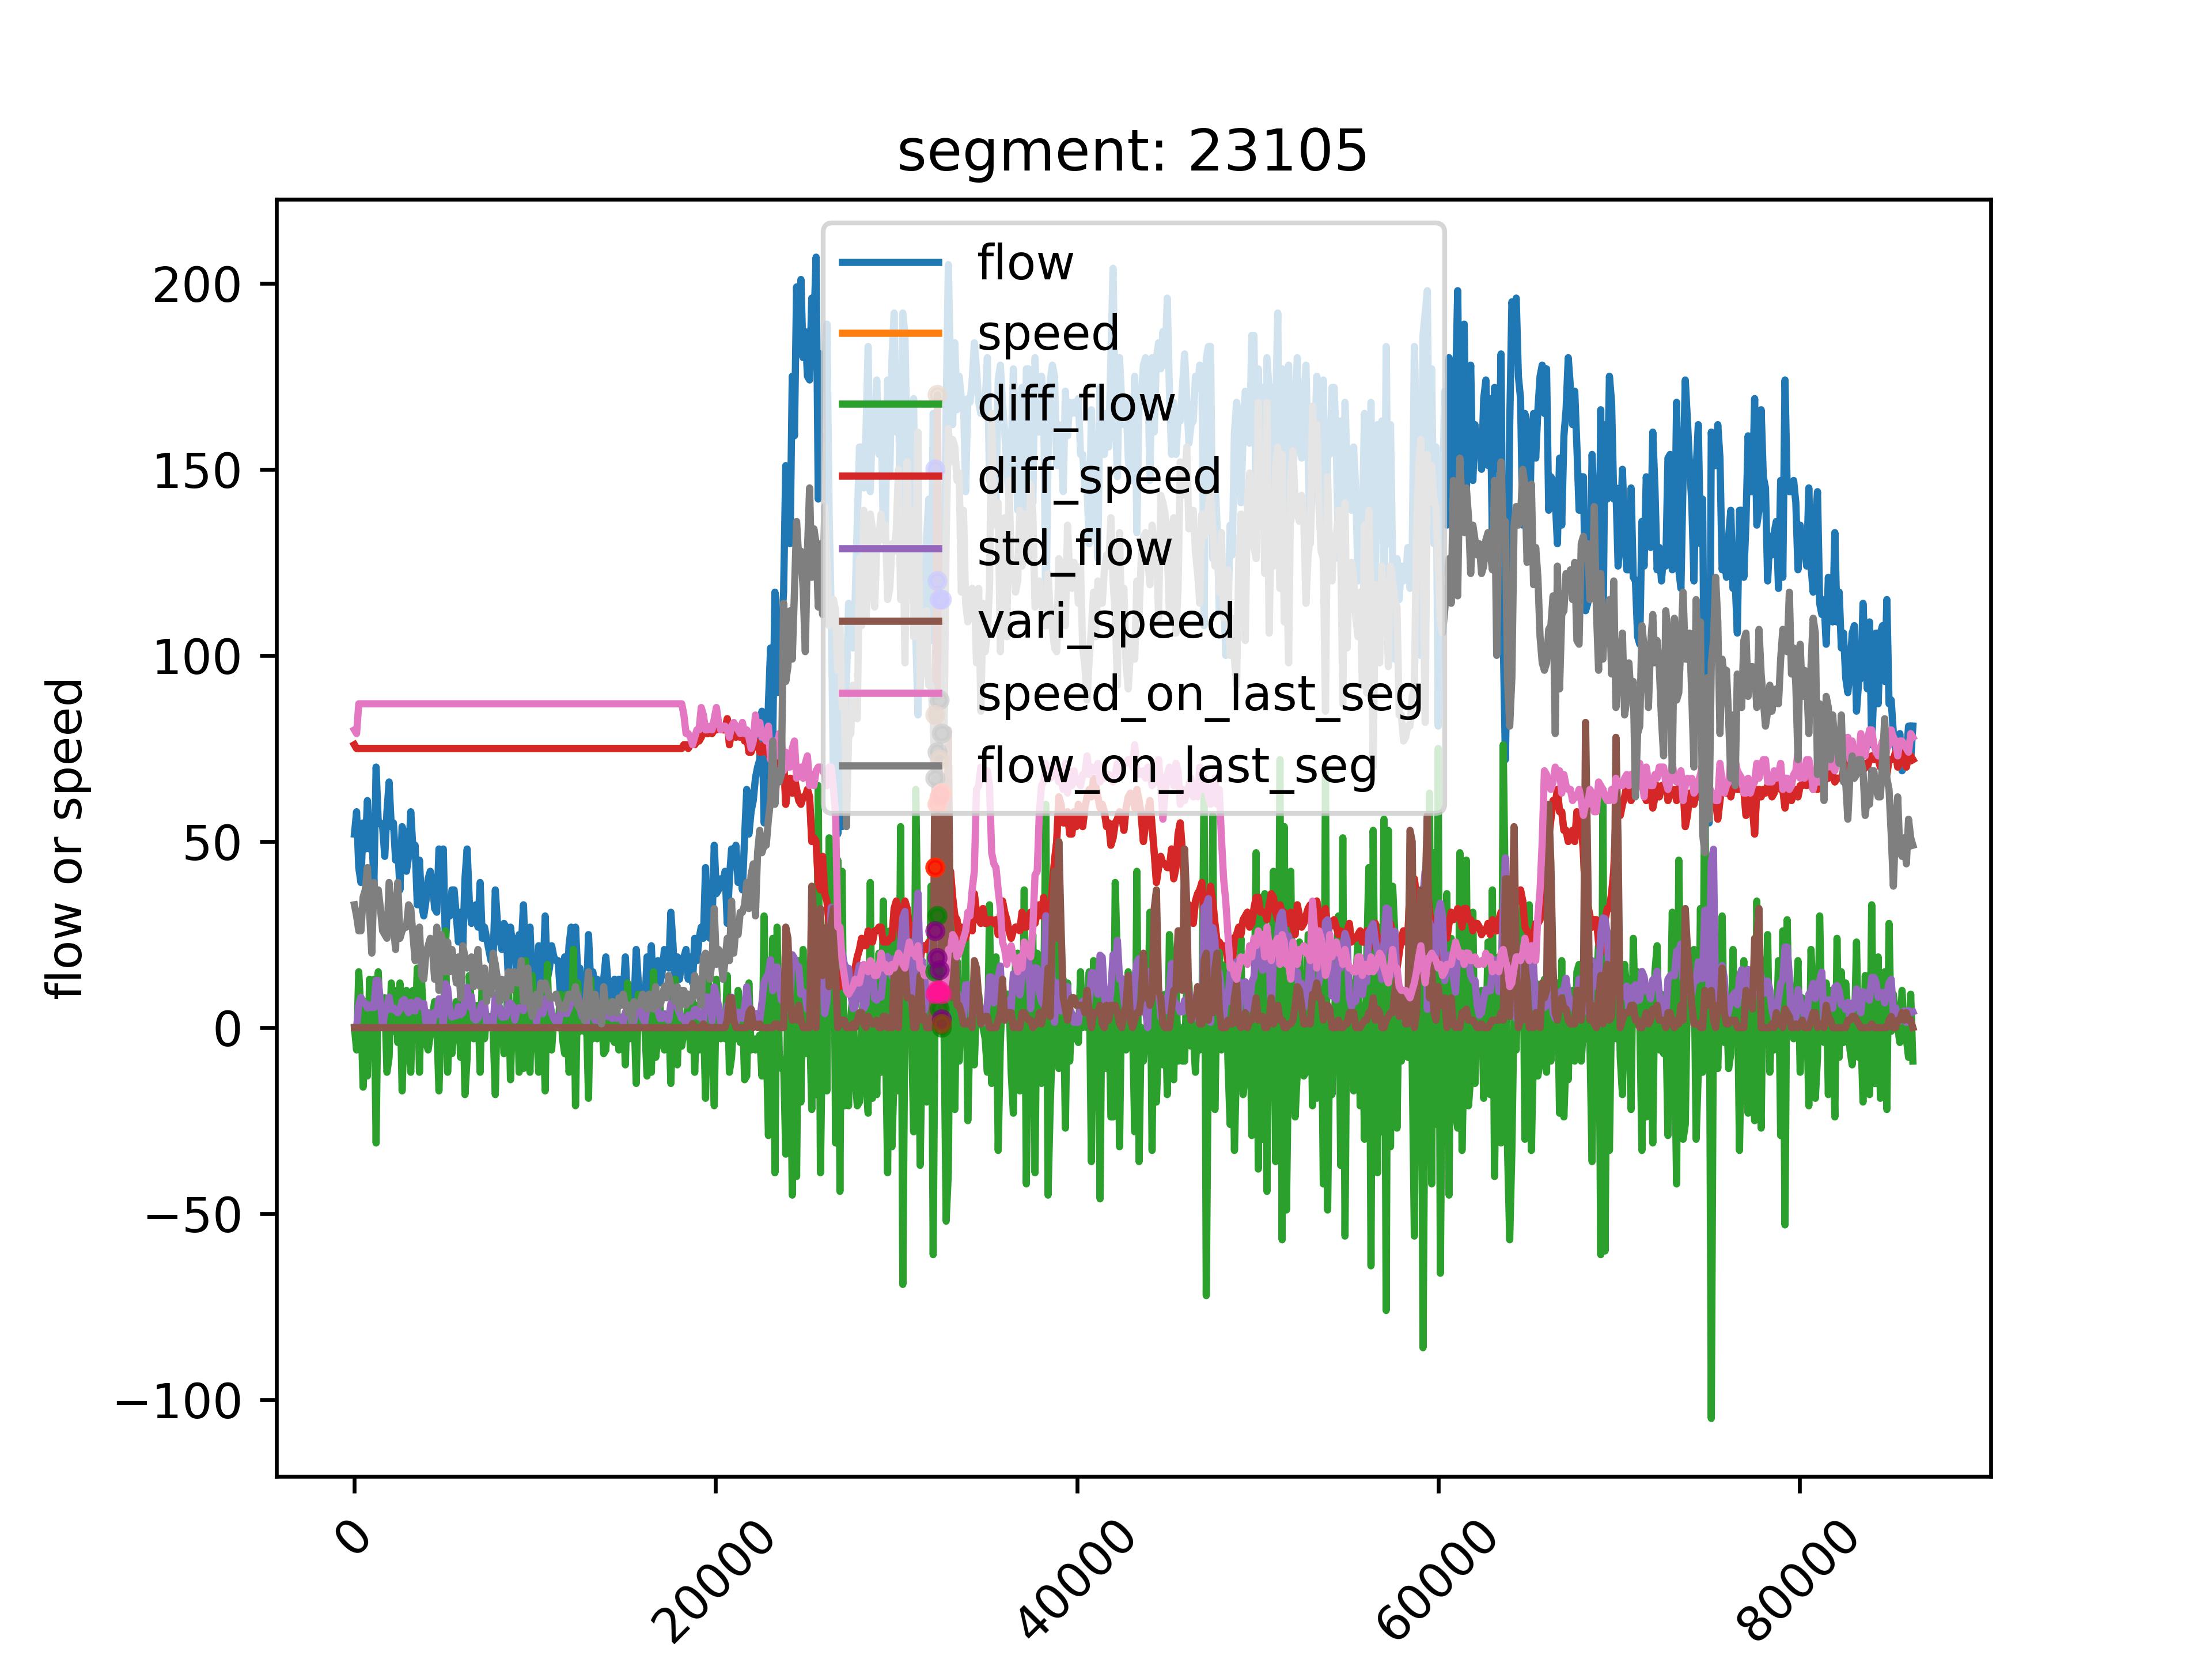 segment: 23105
flow or speed
200
150
100
50
0
−50
−100
flow
speed
diff_flow
diff_speed
std_flow
vari_speed
speed_on_last_seg
flow_on_last_seg
0
20000
40000
60000
80000